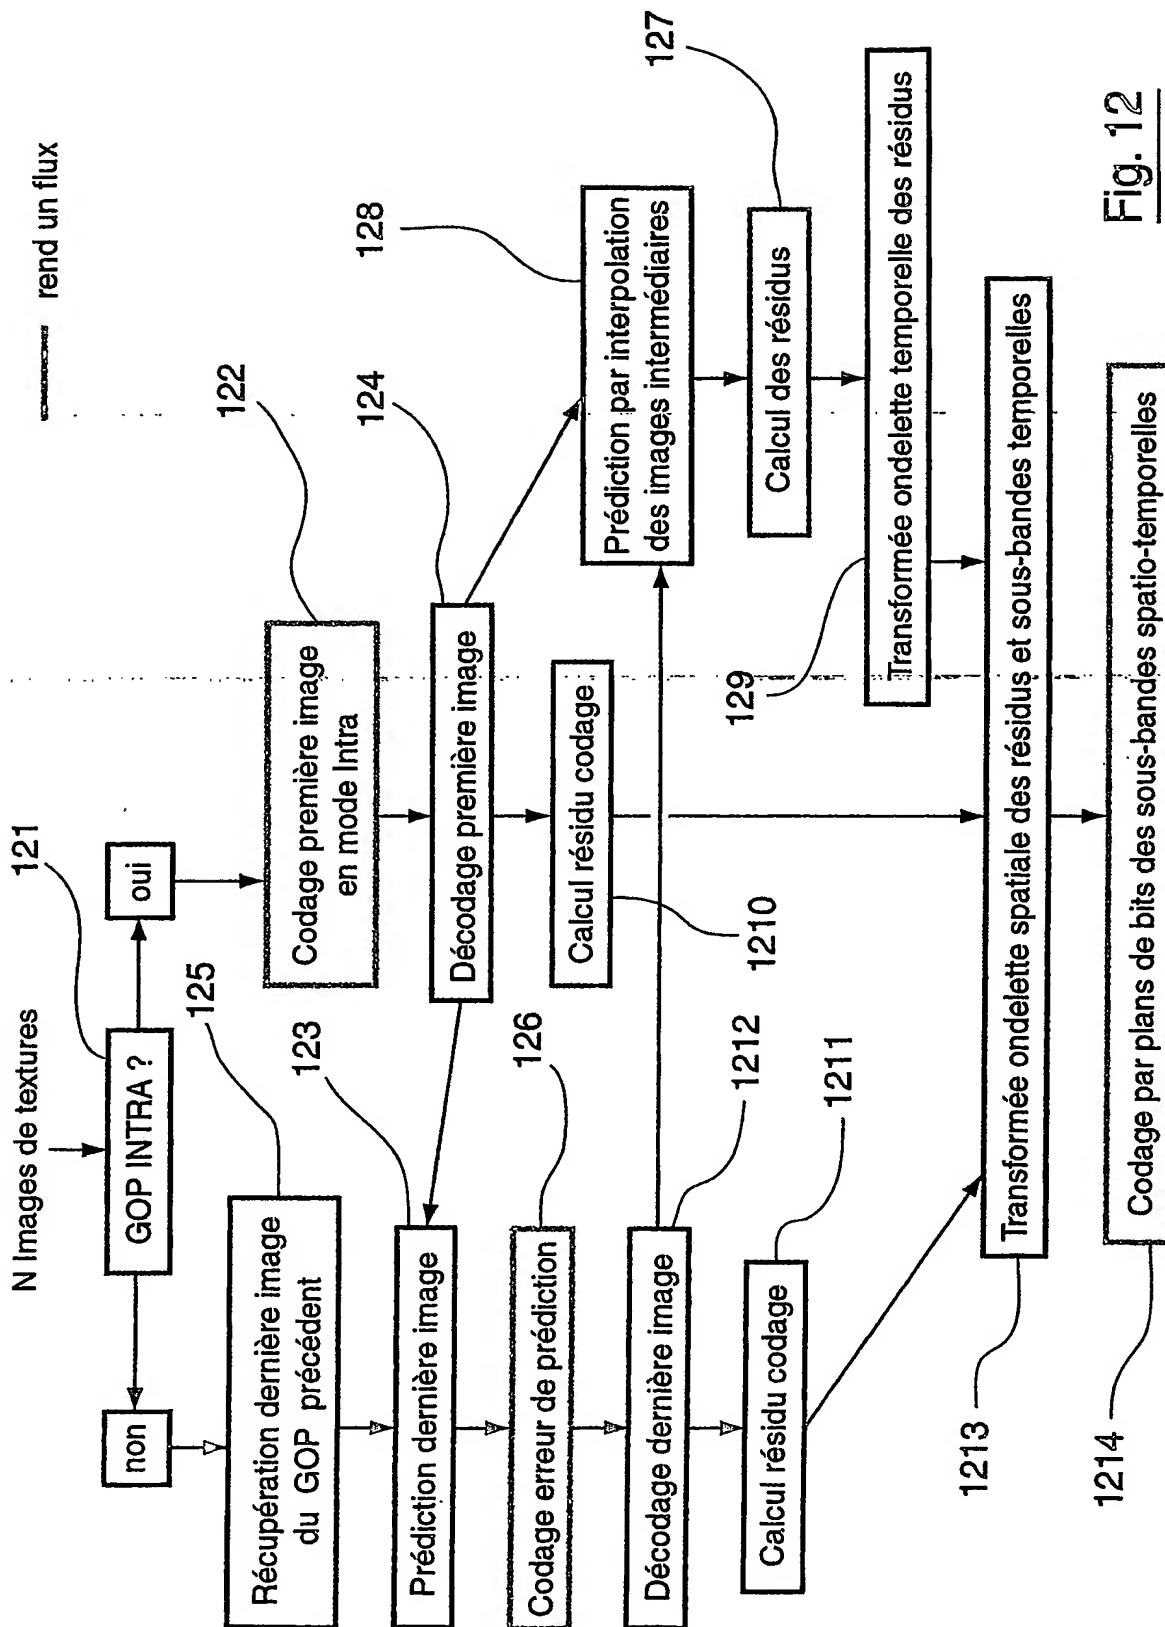 N Images de textures
121
GOP INTRA ?
non
oui
rend un flux
125
Récupération dernière image
du GOP précédent
122
Codage première image
en mode Intra
123
Prédiction dernière image
124
Décodage première image
126
Codage erreur de prédiction
1210
Calcul résidu codage
128
Prédiction par interpolation
des images intermédiaires
1212
Décodage dernière image
127
Calcul des résidus
1211
Calcul résidu codage
129
Transformée ondelette temporelle des résidus
1213
Transformée ondelette spatiale des résidus et sous-bandes temporelles
1214
Codage par plans de bits des sous-bandes spatio-temporelles
Fig. 12